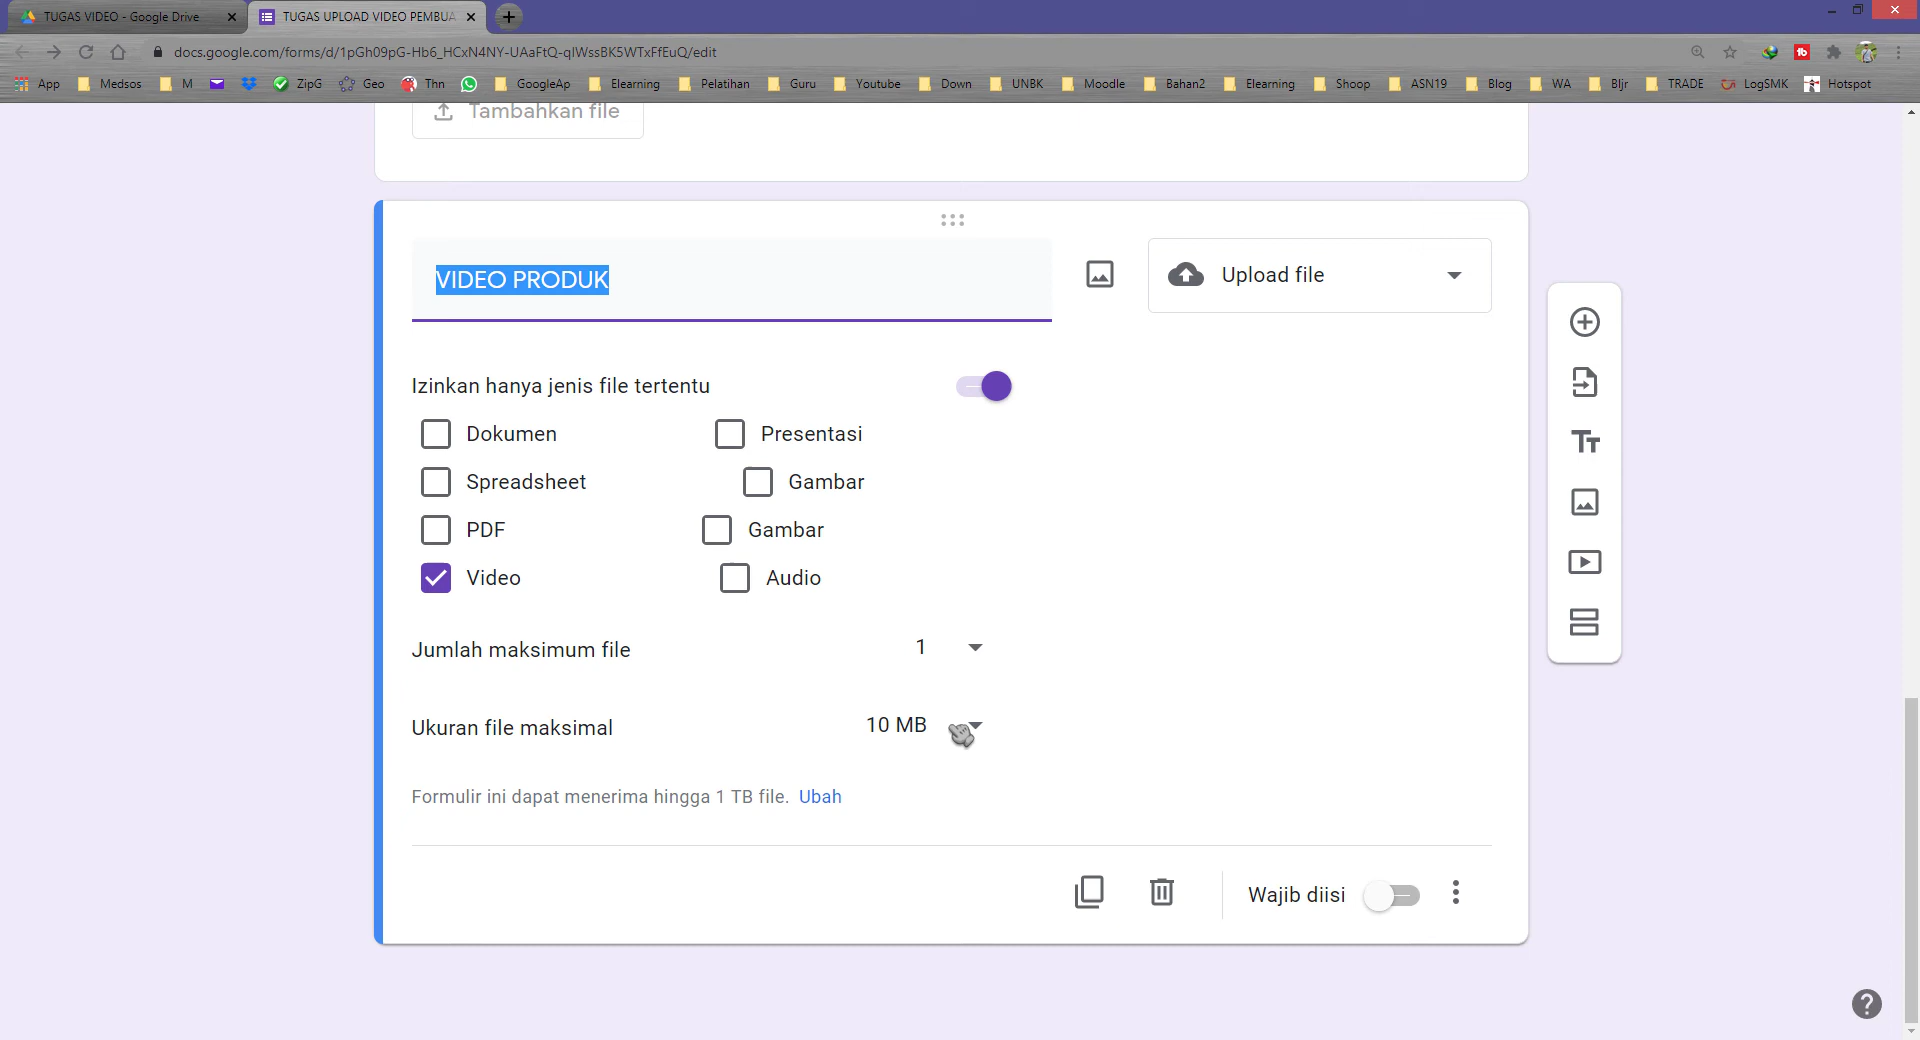 TUGAS VIDEO - Google Drive
TUGAS UPLOAD VIDEO PEMBUA
docs.google.com/forms/d/1pGh09pG-Hb6_HCxN4NY-UAaFtQ-qIWssBK5WTxFfEuQ/edit
App Medsos M ZipG Geo Thn GoogleAp Elearning Pelatihan Guru Youtube Down UNBK Moodle Bahan2 Elearning Shoop ASN19 Blog WA Bljr TRADE LogSMK Hotspot
Tambahkan file
VIDEO PRODUK
Upload file
Izinkan hanya jenis file tertentu
Dokumen Presentasi
Spreadsheet Gambar
PDF Gambar
Video Audio
Jumlah maksimum file 1
Ukuran file maksimal 10 MB
Formulir ini dapat menerima hingga 1 TB file. Ubah
Wajib diisi